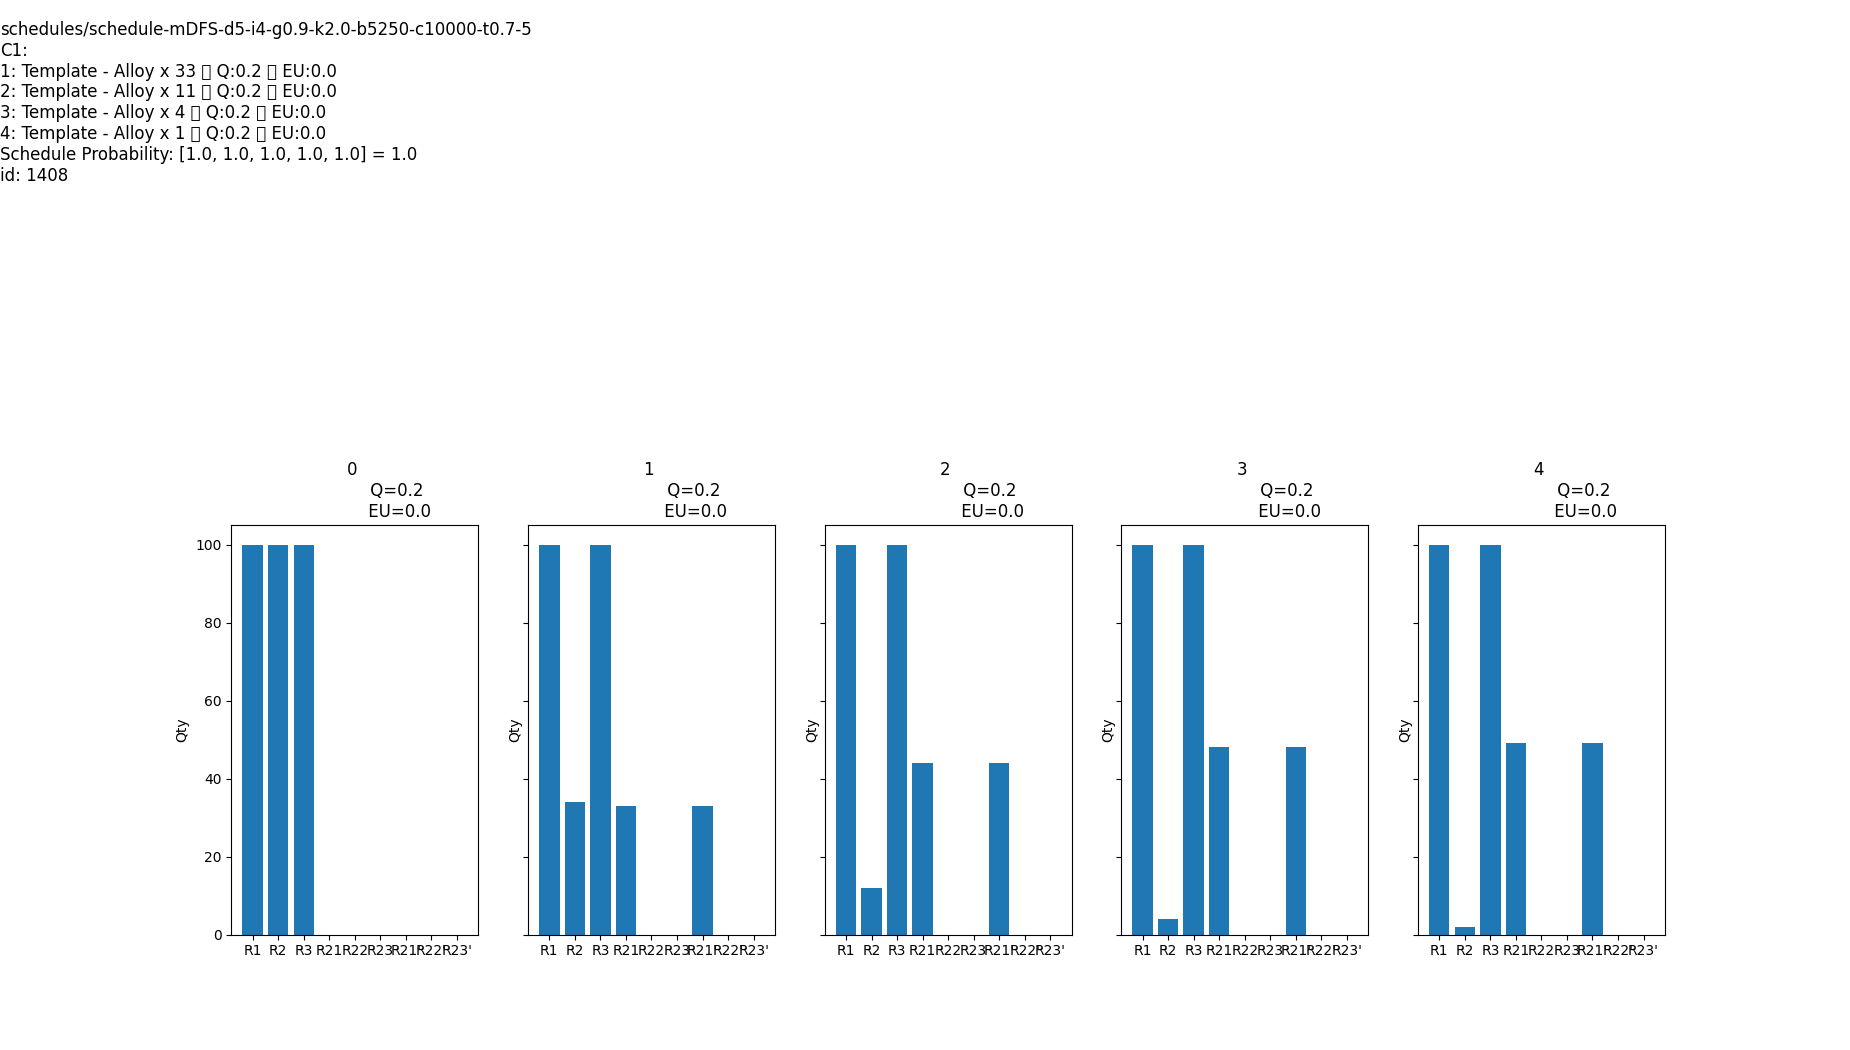 schedules/schedule-mDFS-d5-i4-g0.9-k2.0-b5250-c10000-t0.7-5
C1:
1: Template - Alloy x 33 ▯ Q:0.2 ▯ EU:0.0
2: Template - Alloy x 11 ▯ Q:0.2 ▯ EU:0.0
3: Template - Alloy x 4 ▯ Q:0.2 ▯ EU:0.0
4: Template - Alloy x 1 ▯ Q:0.2 ▯ EU:0.0
Schedule Probability: [1.0, 1.0, 1.0, 1.0, 1.0] = 1.0
id: 1408
0
Q=0.2
EU=0.0
100
80
60
40
20
0
Qty
R1 R2 R3 R21 R22 R23 R21' R22' R23'
1
Q=0.2
EU=0.0
Qty
R1 R2 R3 R21 R22 R23 R21' R22' R23'
2
Q=0.2
EU=0.0
Qty
R1 R2 R3 R21 R22 R23 R21' R22' R23'
3
Q=0.2
EU=0.0
Qty
R1 R2 R3 R21 R22 R23 R21' R22' R23'
4
Q=0.2
EU=0.0
Qty
R1 R2 R3 R21 R22 R23 R21' R22' R23'